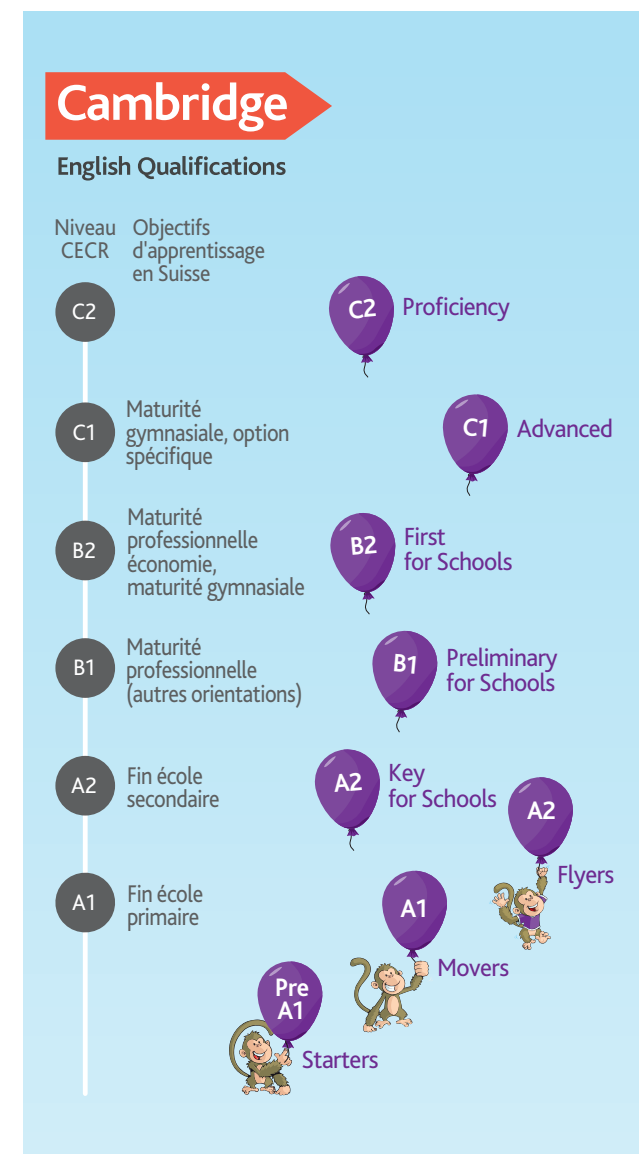 Cambridge
English Qualifications
Niveau
CECR
Objectifs
d'apprentissage
en Suisse
C2
C2
Proficiency
C1
Maturité
gymnasiale, option
spécifique
C1
Advanced
B2
Maturité
professionnelle
économie,
maturité gymnasiale
B2
First
for Schools
B1
Maturité
professionnelle
(autres orientations)
B1
Preliminary
for Schools
A2
Fin école
secondaire
A2
Key
for Schools
A2
Flyers
A1
Fin école
primaire
A1
Movers
Pre
A1
Starters